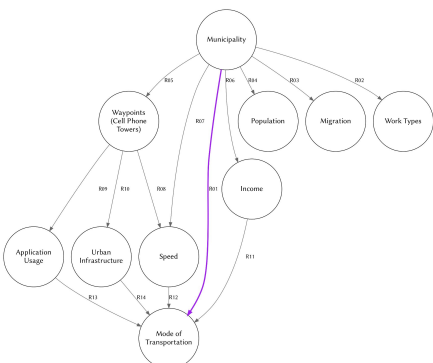 Municipality
R05
R06
R04
R03
R02
Waypoints
(Cell Phone
Towers)
R07
Population
Migration
Work Types
R09
R10
R08
R01
Income
Application
Usage
Urban
Infrastructure
Speed
R11
R13
R14
R12
Mode of
Transportation